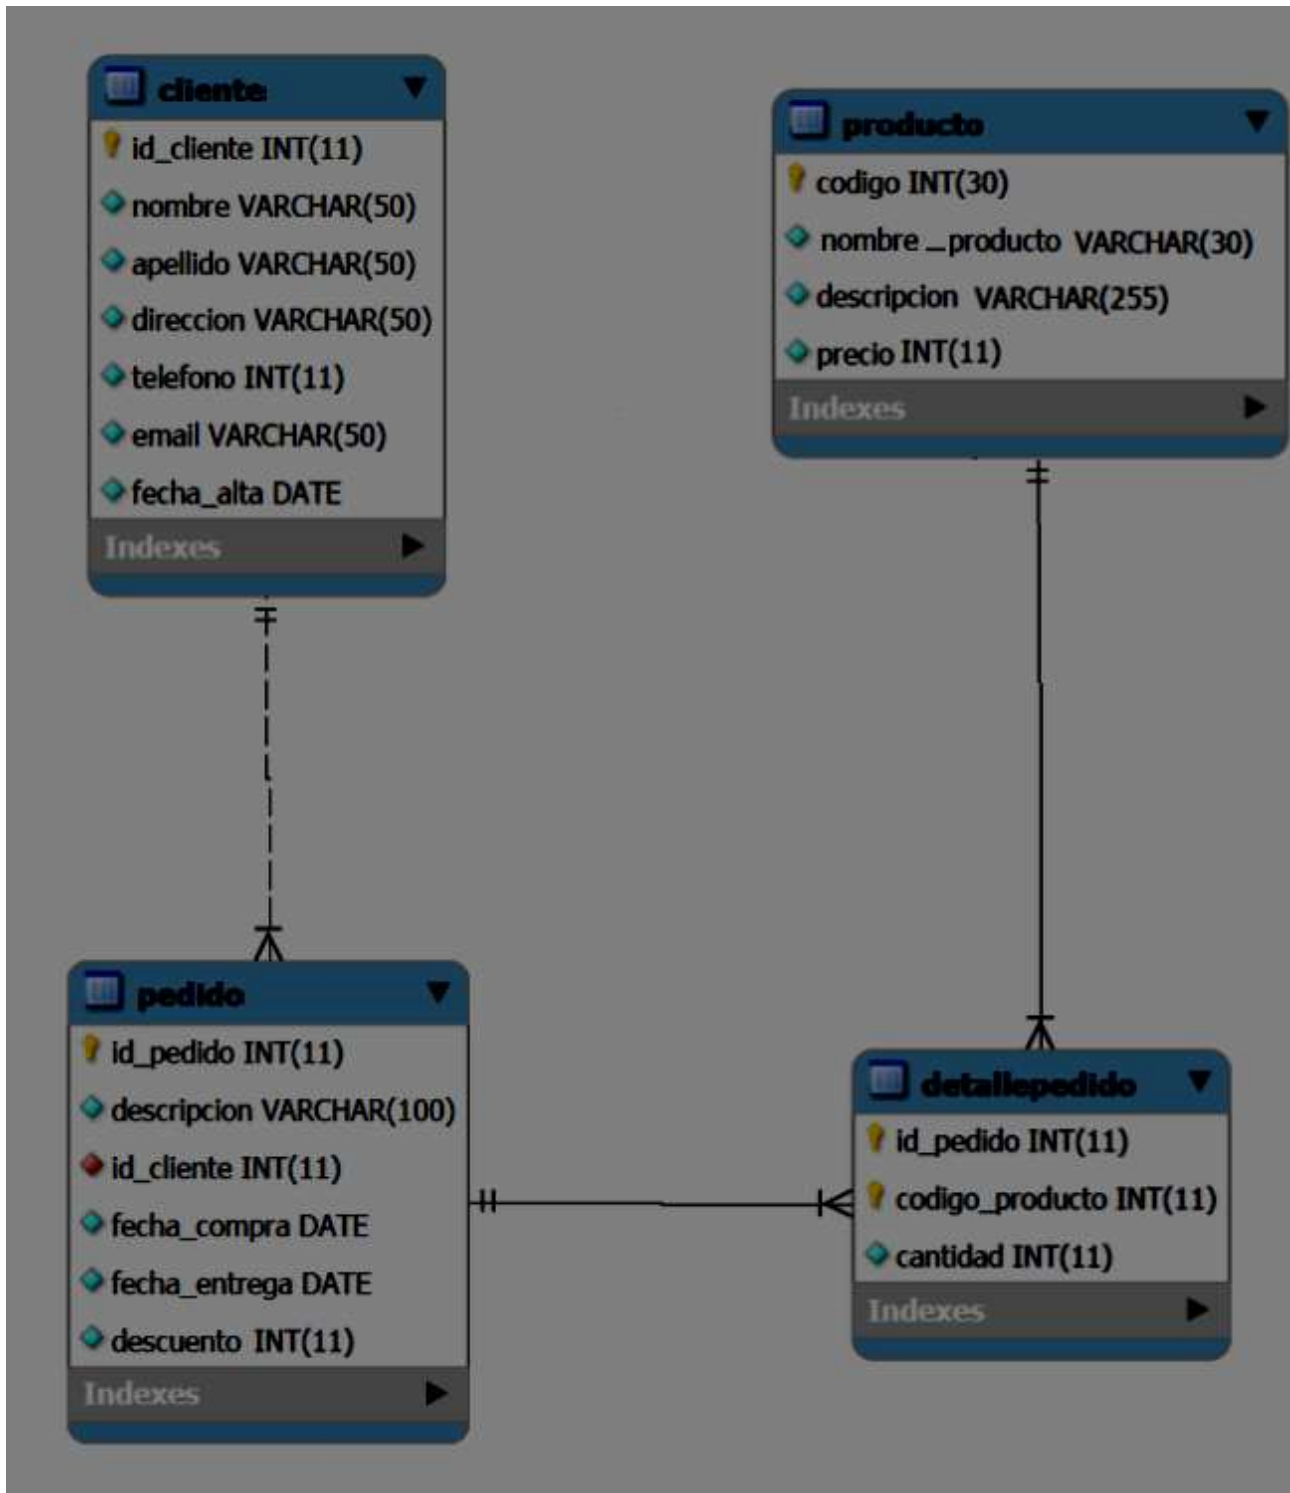 cliente
id_cliente INT(11)
nombre VARCHAR(50)
apellido VARCHAR(50)
direccion VARCHAR(50)
telefono INT(11)
email VARCHAR(50)
fecha_alta DATE
Indexes
producto
codigo INT(30)
nombre_producto VARCHAR(30)
descripcion VARCHAR(255)
precio INT(11)
Indexes
pedido
id_pedido INT(11)
descripcion VARCHAR(100)
id_cliente INT(11)
fecha_compra DATE
fecha_entrega DATE
descuento INT(11)
Indexes
detallepedido
id_pedido INT(11)
codigo_producto INT(11)
cantidad INT(11)
Indexes